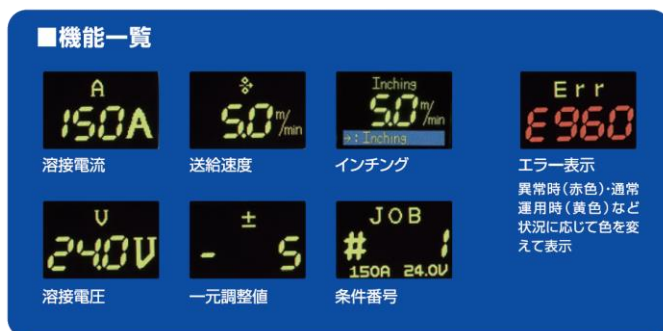 ■機能一覧
A
150A
溶接電流
5.0 m/min
送給速度
Inching
5.0 m/min
→: Inching
インチング
Err
E960
エラー表示
異常時(赤色)・通常
運用時(黄色)など
状況に応じて色を変
えて表示
V
24.0V
溶接電圧
±
- 5
一元調整値
JOB
# 1
150A 24.0V
条件番号